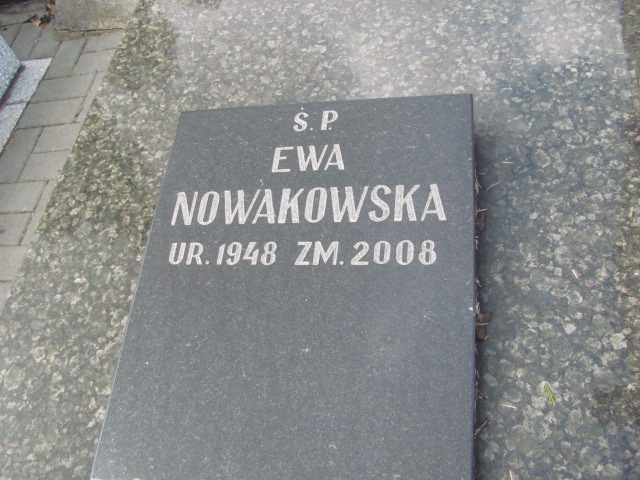 Ś.P.
EWA
NOWAKOWSKA
UR. 1948 ZM. 2008